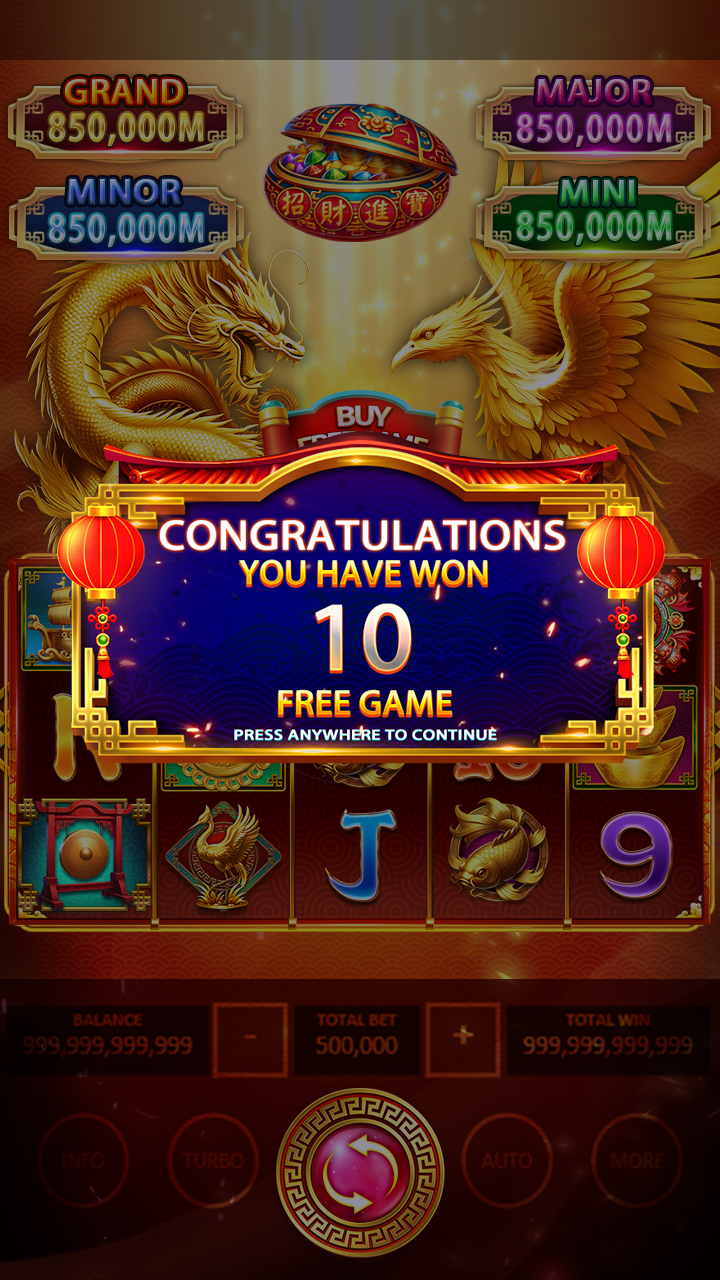 GRAND
850,000M
MAJOR
850,000M
MINOR
850,000M
MINI
850,000M
招財進寶
BUY
FREE GAME
CONGRATULATIONS
YOU HAVE WON
10
FREE GAME
PRESS ANYWHERE TO CONTINUE
J
9
BALANCE
999,999,999,999
-
TOTAL BET
500,000
+
TOTAL WIN
999,999,999,999
INFO
TURBO
AUTO
MORE